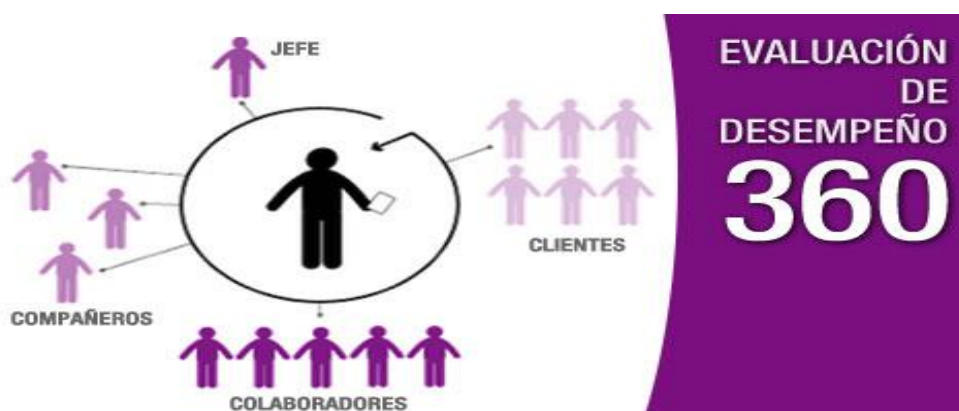 JEFE
CLIENTES
COMPAÑEROS
COLABORADORES
EVALUACIÓN
DE
DESEMPEÑO
360